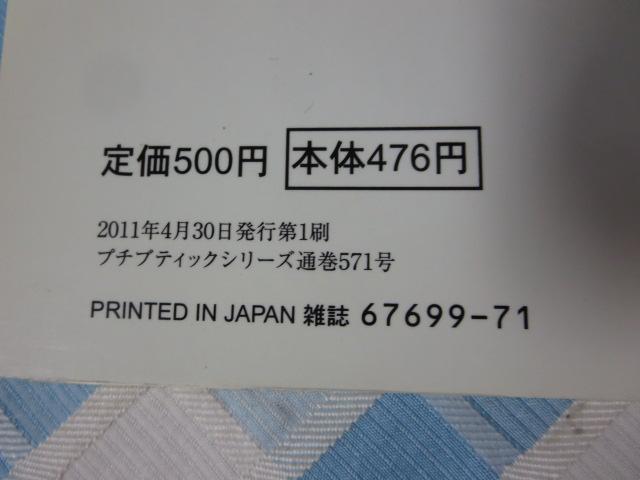 定価500円 本体476円
2011年4月30日発行第1刷
プチブティックシリーズ通巻571号
PRINTED IN JAPAN 雑誌 67699-71